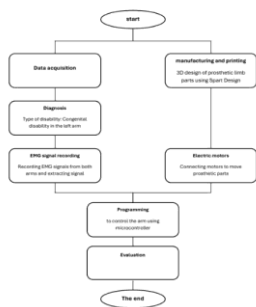 start
Data acquisition
manufacturing and printing
3D design of prosthetic limb
parts using Spart Design
Diagnosis
Type of disability: Congenital
disability in the left arm
EMG signal recording
Recording EMG signals from both
arms and extracting signal
Electric motors
Connecting motors to move
prosthetic parts
Programming
to control the arm using
microcontroller
Evaluation
The end